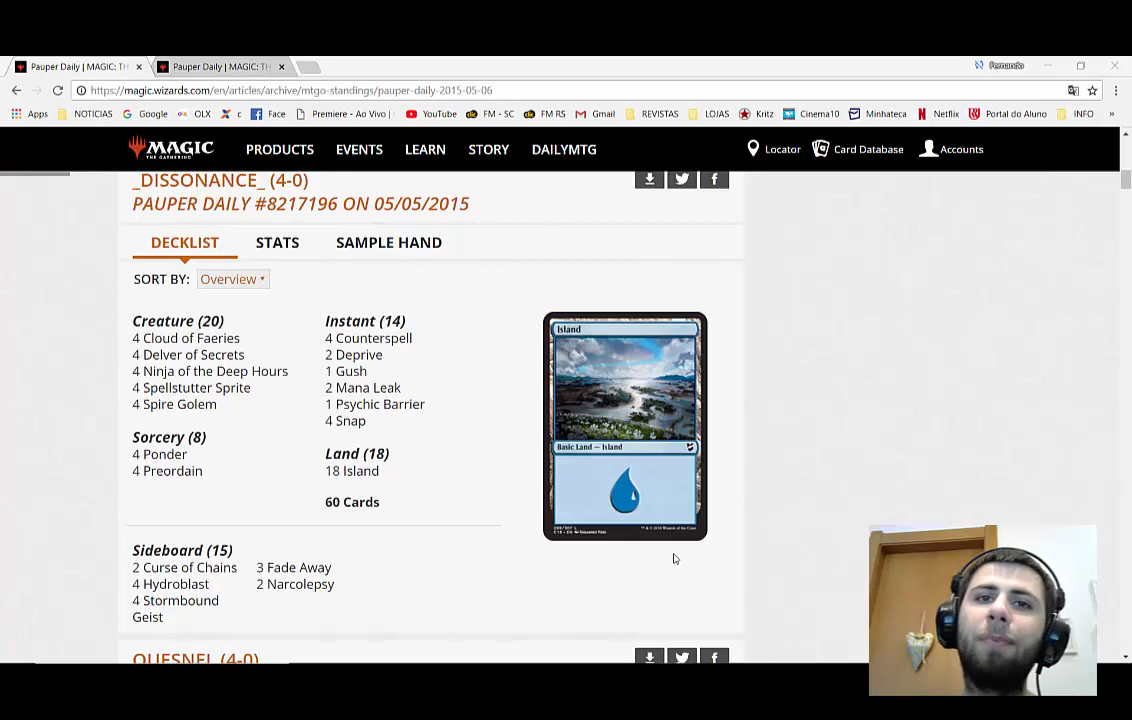 Pauper Daily | MAGIC: TH
Pauper Daily | MAGIC: TH
Fernando
https://magic.wizards.com/en/articles/archive/mtgo-standings/pauper-daily-2015-05-06
Apps NOTICIAS Google OLX c Face Premiere - Ao Vivo | YouTube FM - SC FM RS Gmail REVISTAS LOJAS Kritz Cinema10 Minhateca Netflix Portal do Aluno INFO »
MAGIC THE GATHERING PRODUCTS EVENTS LEARN STORY DAILYMTG Locator Card Database Accounts
_DISSONANCE_ (4-0)
PAUPER DAILY #8217196 ON 05/05/2015
DECKLIST STATS SAMPLE HAND
SORT BY: Overview
Creature (20)
4 Cloud of Faeries
4 Delver of Secrets
4 Ninja of the Deep Hours
4 Spellstutter Sprite
4 Spire Golem
Sorcery (8)
4 Ponder
4 Preordain
Instant (14)
4 Counterspell
2 Deprive
1 Gush
2 Mana Leak
1 Psychic Barrier
4 Snap
Land (18)
18 Island
60 Cards
Island
Basic Land — Island
Sideboard (15)
2 Curse of Chains
4 Hydroblast
4 Stormbound
Geist
3 Fade Away
2 Narcolepsy
QUESNEL (4-0)